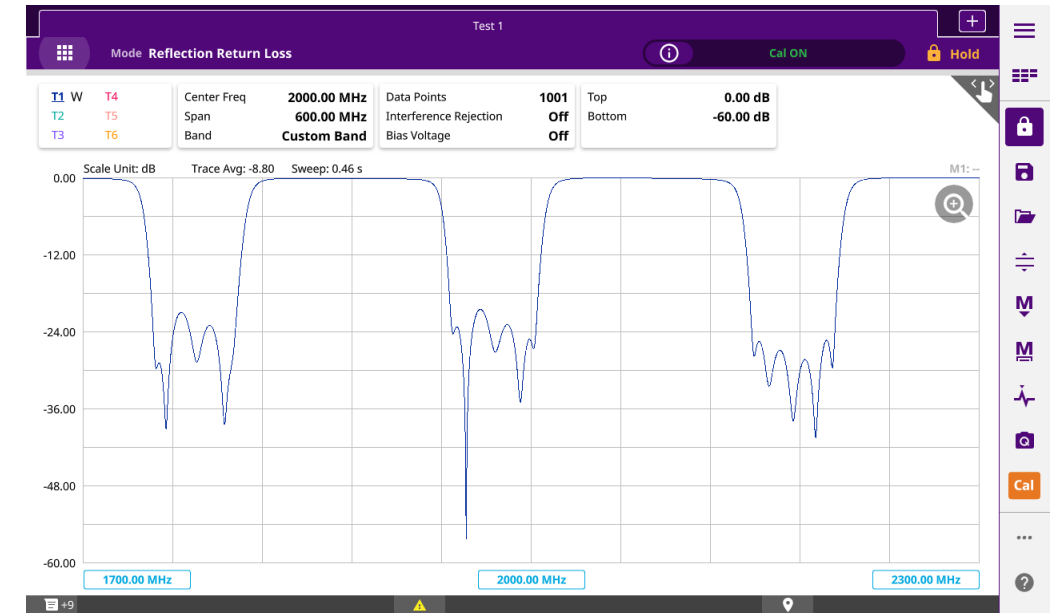 Test 1
+
Mode Reflection Return Loss
i
Cal ON
Hold
T1 W T4
T2 T5
T3 T6
Center Freq 2000.00 MHz
Span 600.00 MHz
Band Custom Band
Data Points 1001
Interference Rejection Off
Bias Voltage Off
Top 0.00 dB
Bottom -60.00 dB
Scale Unit: dB Trace Avg: -8.80 Sweep: 0.46 s M1: --
0.00
-12.00
-24.00
-36.00
-48.00
-60.00
1700.00 MHz 2000.00 MHz 2300.00 MHz
+9
M
M
Cal
?